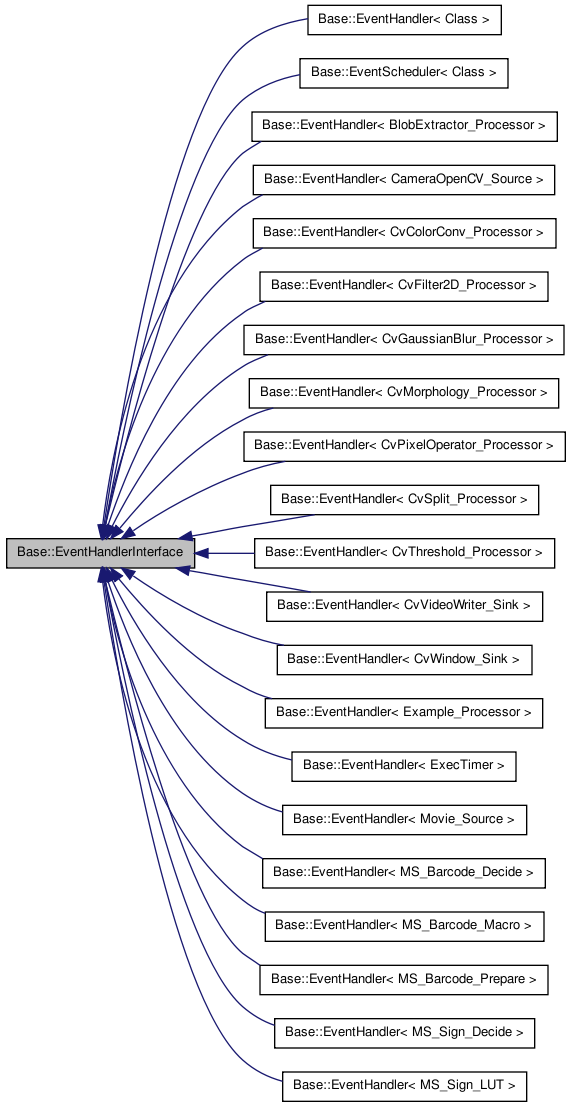 Base::EventHandler< Class >
Base::EventScheduler< Class >
Base::EventHandler< BlobExtractor_Processor >
Base::EventHandler< CameraOpenCV_Source >
Base::EventHandler< CvColorConv_Processor >
Base::EventHandler< CvFilter2D_Processor >
Base::EventHandler< CvGaussianBlur_Processor >
Base::EventHandler< CvMorphology_Processor >
Base::EventHandler< CvPixelOperator_Processor >
Base::EventHandler< CvSplit_Processor >
Base::EventHandlerInterface
Base::EventHandler< CvThreshold_Processor >
Base::EventHandler< CvVideoWriter_Sink >
Base::EventHandler< CvWindow_Sink >
Base::EventHandler< Example_Processor >
Base::EventHandler< ExecTimer >
Base::EventHandler< Movie_Source >
Base::EventHandler< MS_Barcode_Decide >
Base::EventHandler< MS_Barcode_Macro >
Base::EventHandler< MS_Barcode_Prepare >
Base::EventHandler< MS_Sign_Decide >
Base::EventHandler< MS_Sign_LUT >